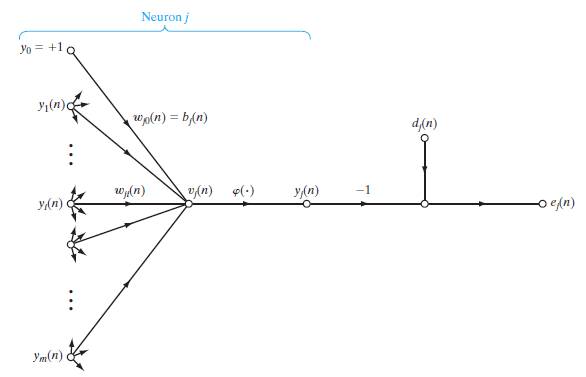 Neuron j
y₀ = +1
y₁(n)
wⱼ₀(n) = bⱼ(n)
dⱼ(n)
⋮
yᵢ(n)
wⱼᵢ(n)
vⱼ(n)
φ(·)
yⱼ(n)
−1
eⱼ(n)
⋮
yₘ(n)